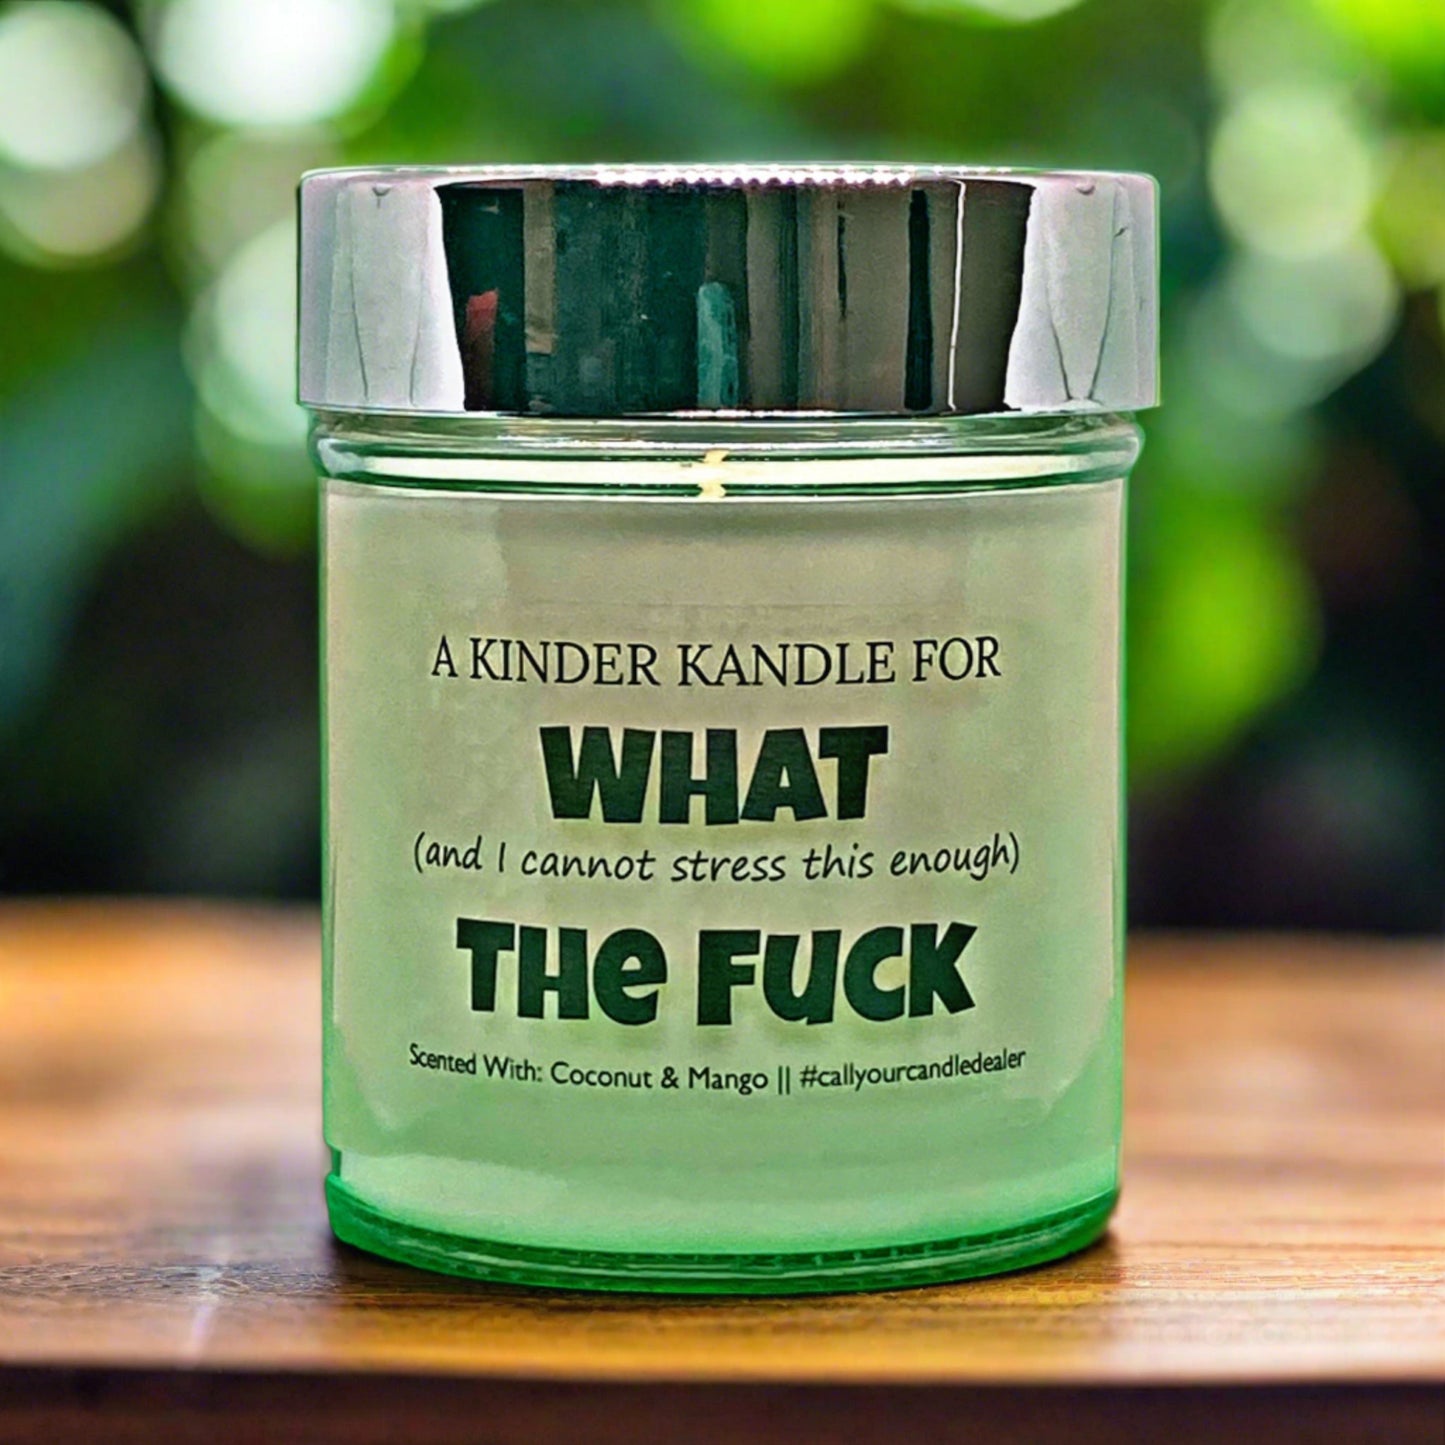 A KINDER KANDLE FOR
WHAT
(and I cannot stress this enough)
THe FuCK
Scented With: Coconut & Mango || #callyourcandledealer